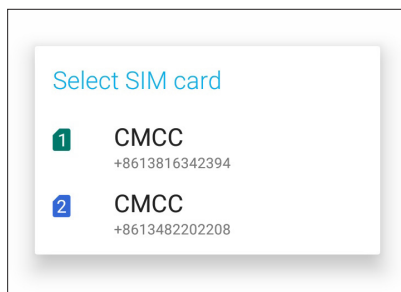 Select SIM card
1 CMCC
+8613816342394
2 CMCC
+8613482202208